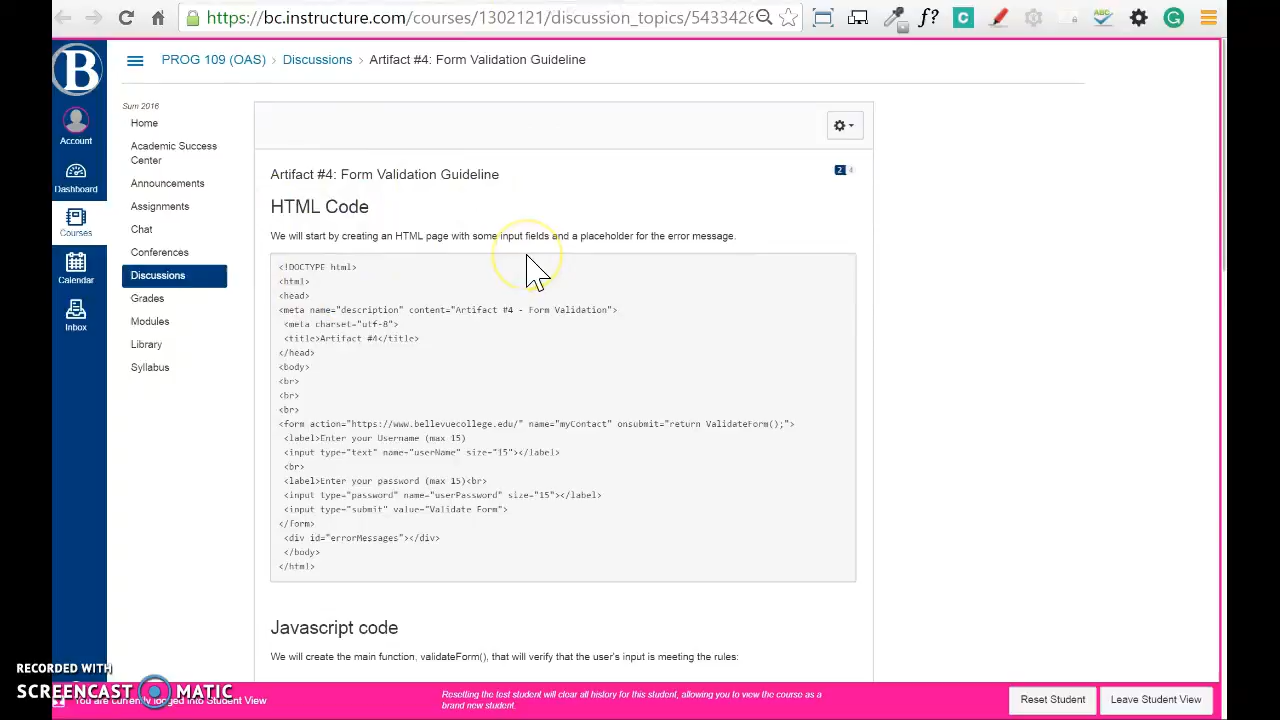 https://bc.instructure.com/courses/1302121/discussion_topics/5433426
f?
C
ABC
G
B
PROG 109 (OAS) › Discussions › Artifact #4: Form Validation Guideline
Account
Dashboard
Courses
Calendar
Inbox
Sum 2016
Home
Academic Success
Center
Announcements
Assignments
Chat
Conferences
Discussions
Grades
Modules
Library
Syllabus
Artifact #4: Form Validation Guideline
2 4
HTML Code
We will start by creating an HTML page with some input fields and a placeholder for the error message.
<!DOCTYPE html>
<html>
<head>
<meta name="description" content="Artifact #4 - Form Validation">
<meta charset="utf-8">
<title>Artifact #4</title>
</head>
<body>
<br>
<br>
<br>
<form action="https://www.bellevuecollege.edu/" name="myContact" onsubmit="return ValidateForm();">
<label>Enter your Username (max 15)
<input type="text" name="userName" size="15"></label>
<br>
<label>Enter your password (max 15)<br>
<input type="password" name="userPassword" size="15"></label>
<input type="submit" value="Validate Form">
</form>
<div id="errorMessages"></div>
</body>
</html>
Javascript code
We will create the main function, validateForm(), that will verify that the user's input is meeting the rules:
RECORDED WITH
SCREENCAST MATIC
You are currently logged into Student View
Resetting the test student will clear all history for this student, allowing you to view the course as a
brand new student.
Reset Student
Leave Student View